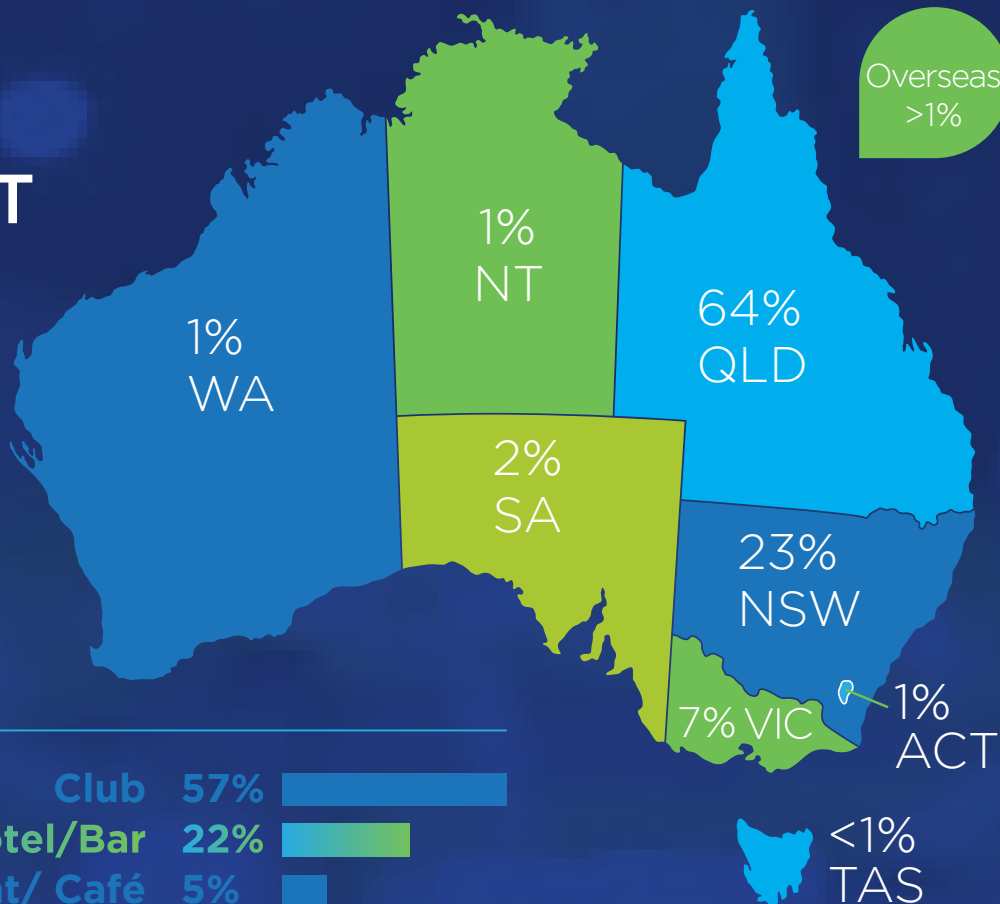 Overseas
>1%
T
1%
NT
64%
QLD
1%
WA
2%
SA
23%
NSW
7% VIC
1%
ACT
Club 57%
otel/Bar 22%
nt/ Café 5%
<1%
TAS